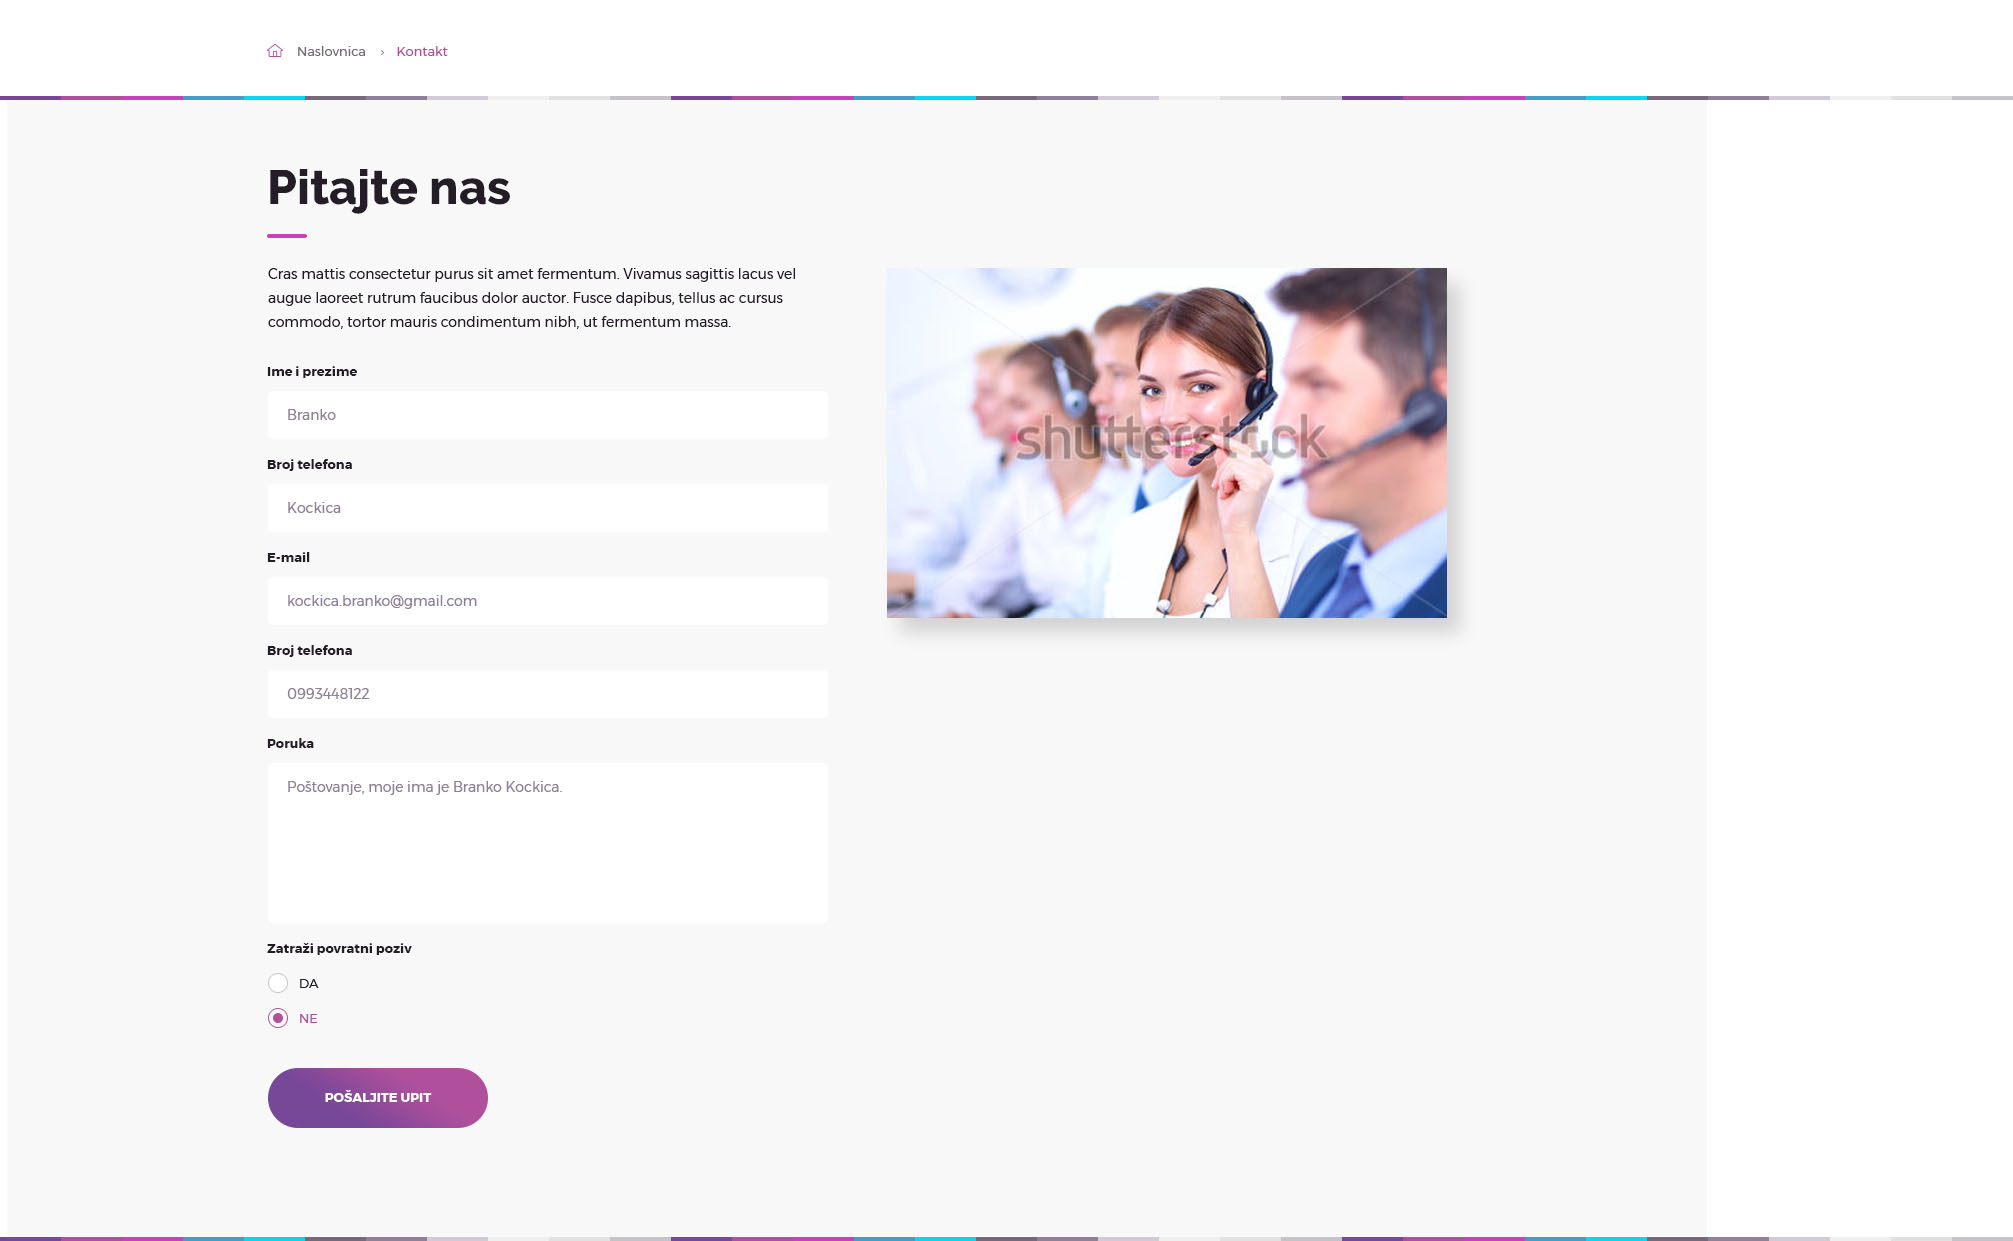 Naslovnica › Kontakt
Pitajte nas
Cras mattis consectetur purus sit amet fermentum. Vivamus sagittis lacus vel
augue laoreet rutrum faucibus dolor auctor. Fusce dapibus, tellus ac cursus
commodo, tortor mauris condimentum nibh, ut fermentum massa.
Ime i prezime
Branko
Broj telefona
Kockica
E-mail
kockica.branko@gmail.com
Broj telefona
0993448122
Poruka
Poštovanje, moje ima je Branko Kockica.
Zatraži povratni poziv
DA
NE
POŠALJITE UPIT
shutterstock